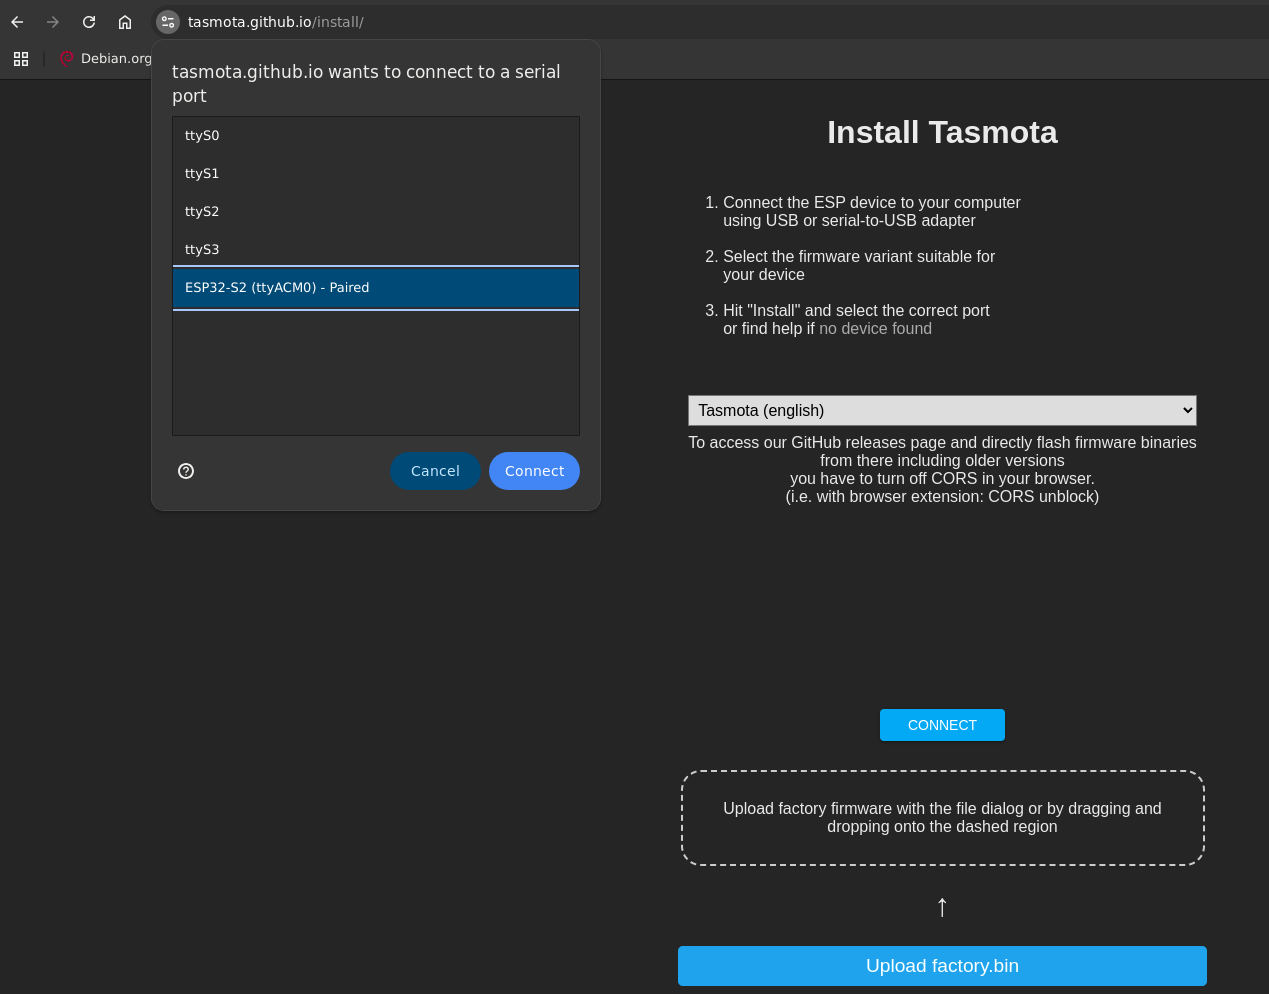 tasmota.github.io/install/
Debian.org
tasmota.github.io wants to connect to a serial
port
ttyS0
ttyS1
ttyS2
ttyS3
ESP32-S2 (ttyACM0) - Paired
Cancel
Connect
Install Tasmota
1. Connect the ESP device to your computer
using USB or serial-to-USB adapter
2. Select the firmware variant suitable for
your device
3. Hit "Install" and select the correct port
or find help if no device found
Tasmota (english)
To access our GitHub releases page and directly flash firmware binaries
from there including older versions
you have to turn off CORS in your browser.
(i.e. with browser extension: CORS unblock)
CONNECT
Upload factory firmware with the file dialog or by dragging and
dropping onto the dashed region
↑
Upload factory.bin